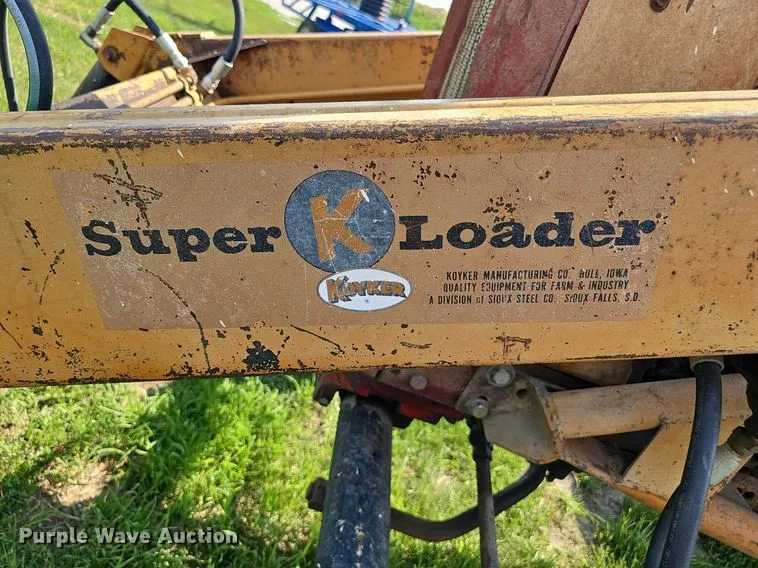 Super K Loader
KOYKER
®
KOYKER MANUFACTURING CO. HULL, IOWA
QUALITY EQUIPMENT FOR FARM & INDUSTRY
A DIVISION of SIOUX STEEL CO. SIOUX FALLS, S.D.
Purple Wave Auction